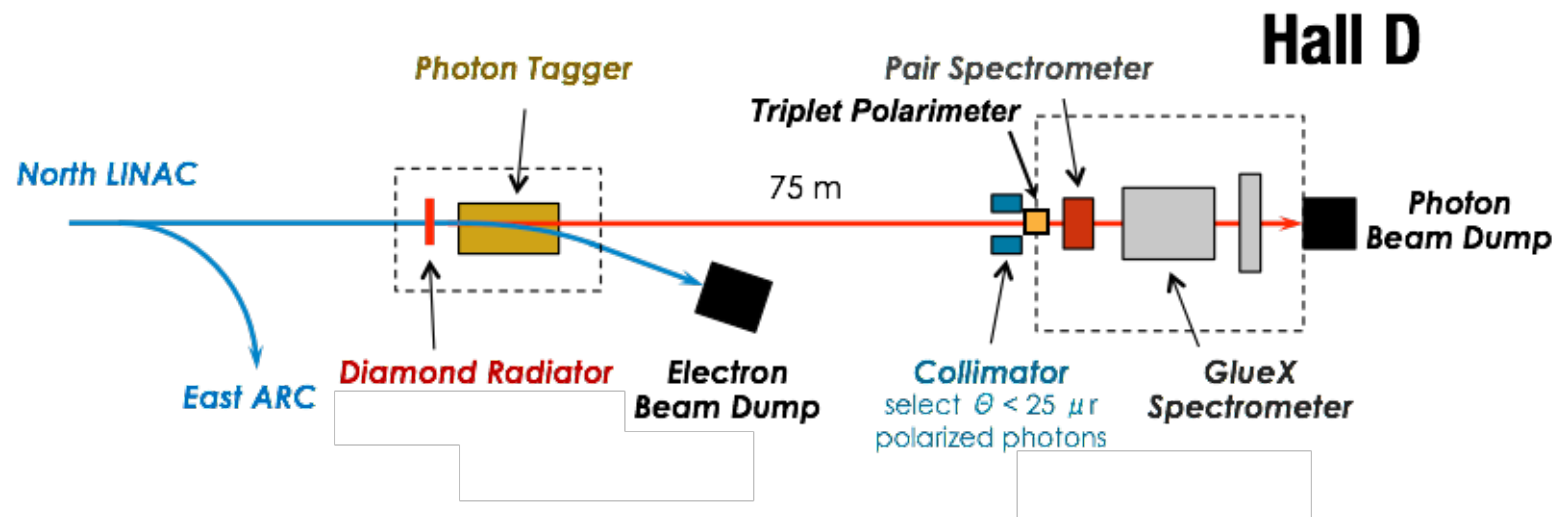 Hall D
Photon Tagger
Pair Spectrometer
Triplet Polarimeter
North LINAC
75 m
Photon
Beam Dump
East ARC
Diamond Radiator
Electron
Beam Dump
Collimator
select Θ < 25 μr
polarized photons
GlueX
Spectrometer